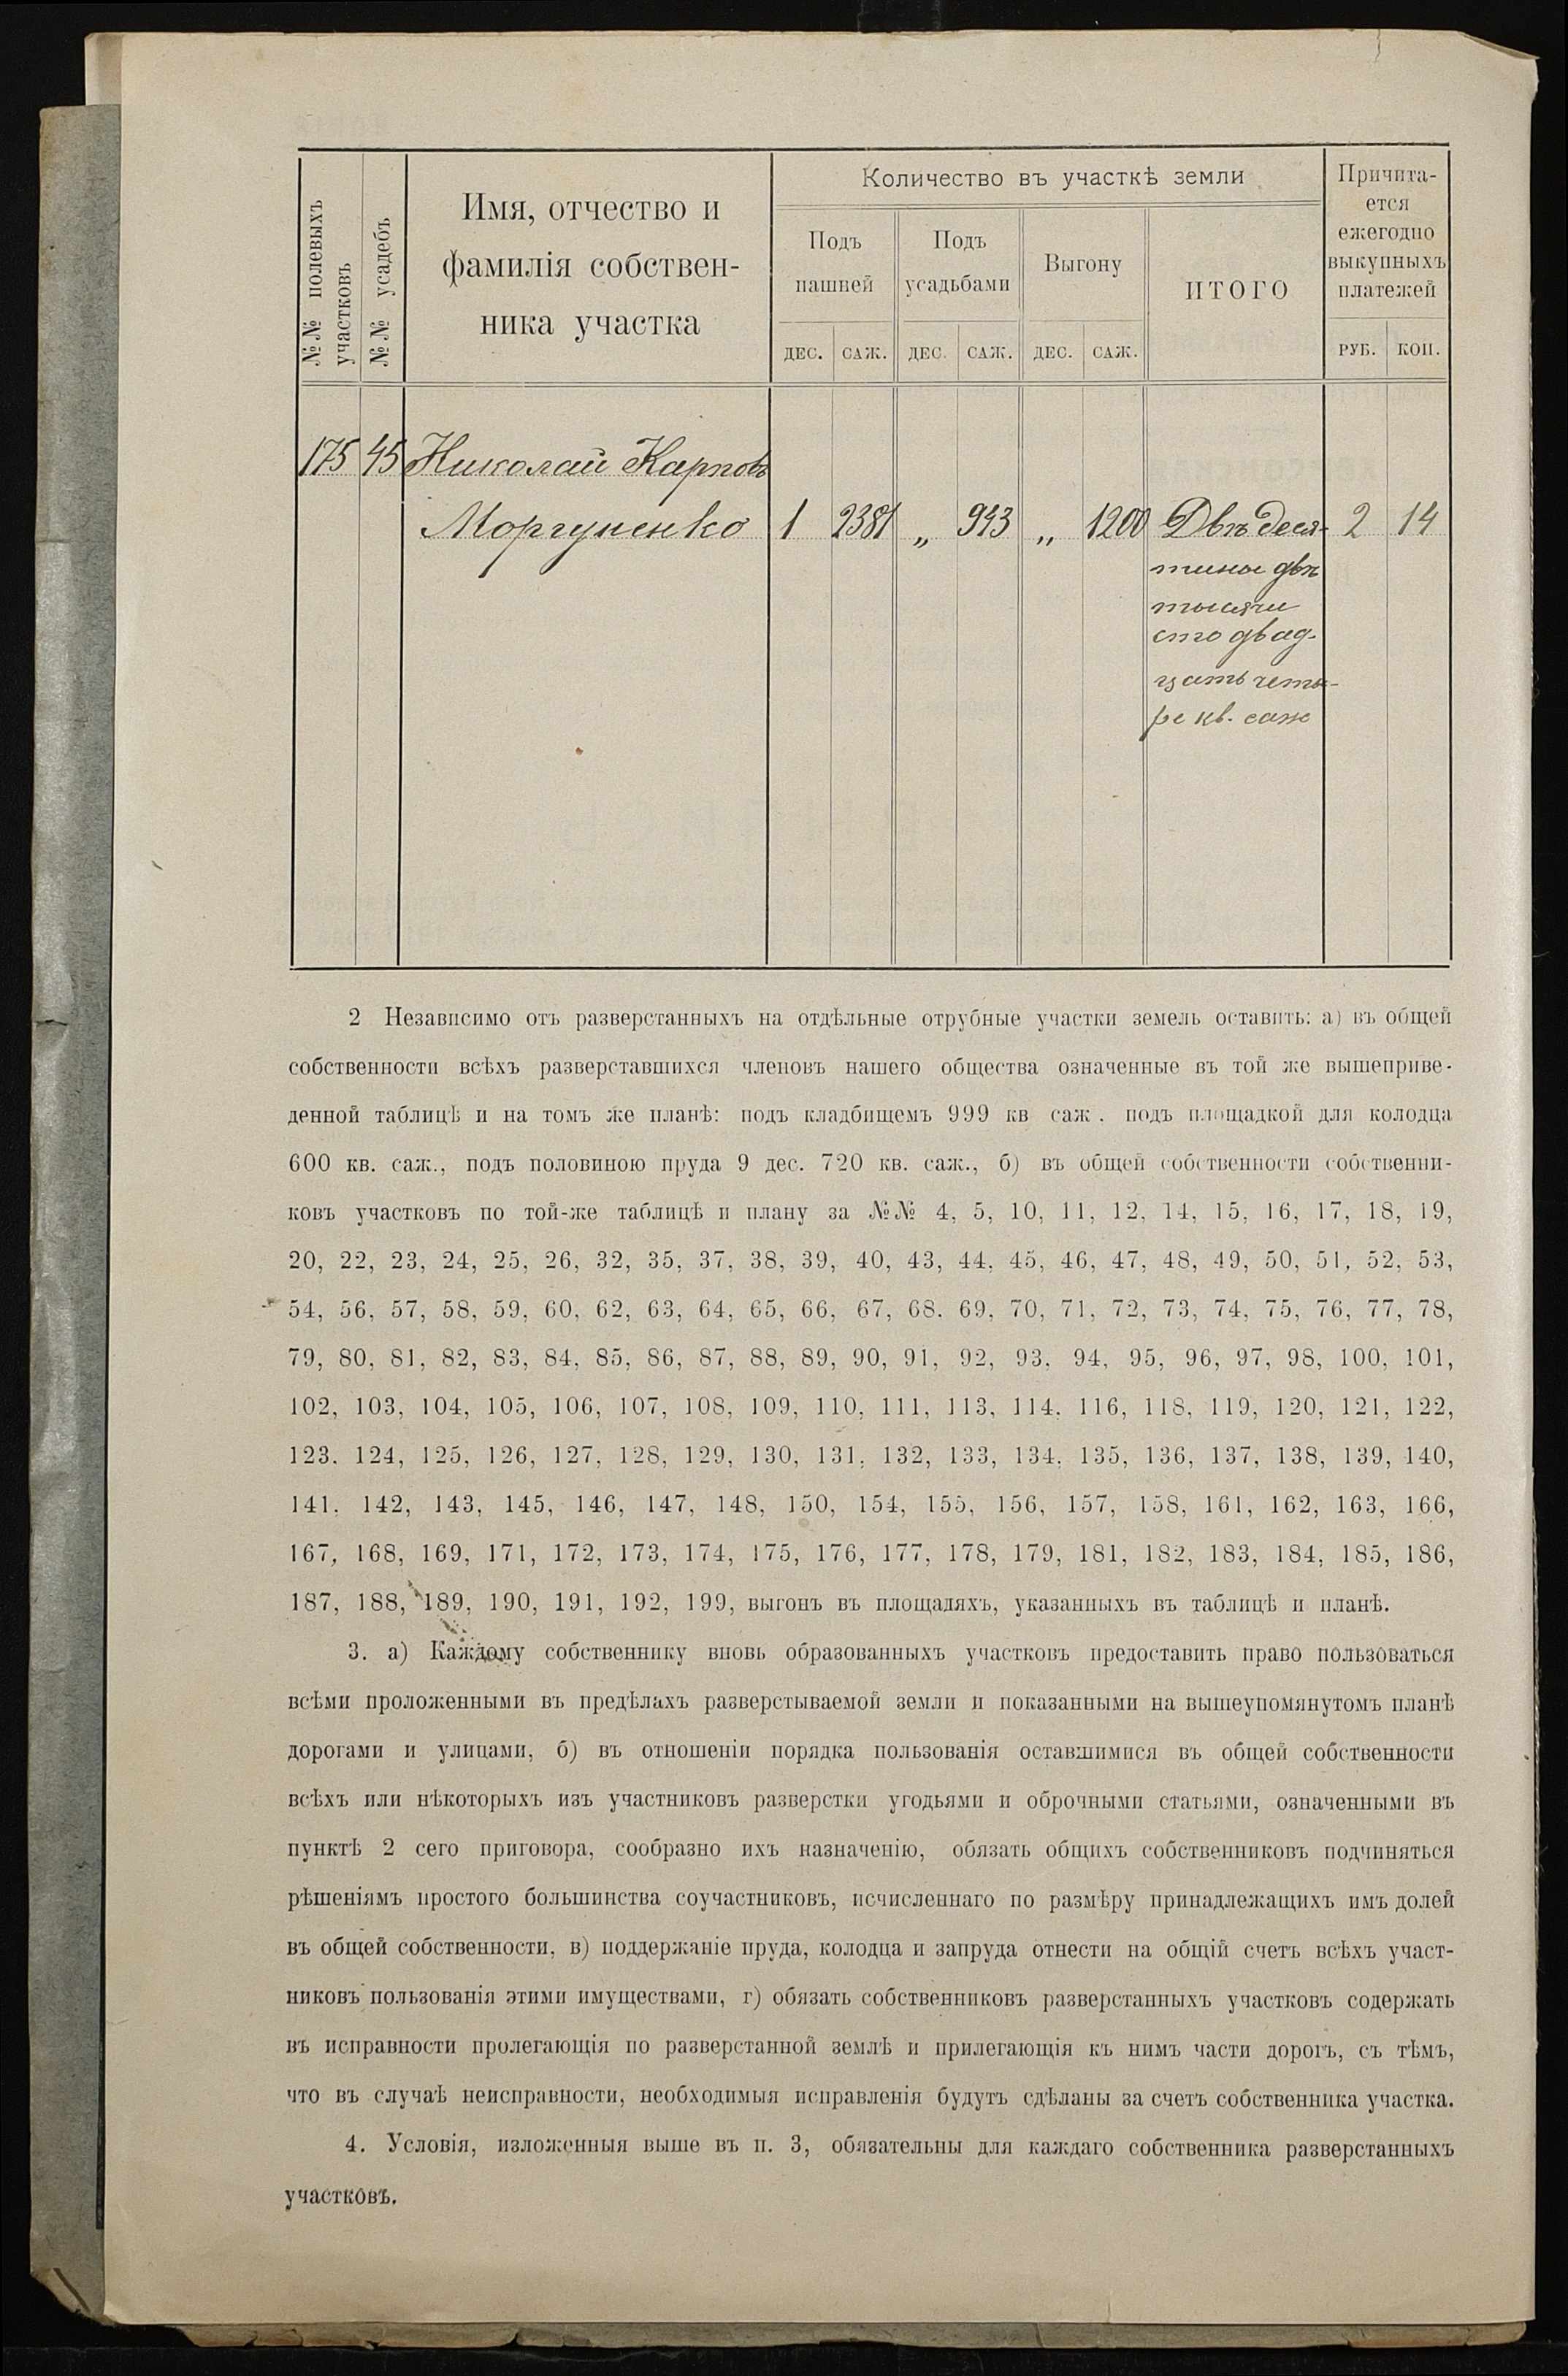 №№ полевыхъ
участковъ
№№ усадебъ
Имя, отчество и
фамилія собствен-
ника участка
Количество въ участкѣ земли
Подъ
пашней
Подъ
усадьбами
Выгону
ИТОГО
Причита-
ется
ежегодно
выкупныхъ
платежей
ДЕС. САЖ. ДЕС. САЖ. ДЕС. САЖ. РУБ. КОП.
175 45 Николай Карповъ
Моргуненко 1 2381 „ 943 „ 1200 Двѣ деся- 2 14
тины двѣ
тысячи
сто двад-
цать четы-
ре кв. саж
2 Независимо отъ разверстанныхъ на отдѣльные отрубные участки земель оставить: а) въ общей
собственности всѣхъ разверставшихся членовъ нашего общества означенные въ той же вышеприве-
денной таблицѣ и на томъ же планѣ: подъ кладбищемъ 999 кв саж. подъ площадкой для колодца
600 кв. саж., подъ половиною пруда 9 дес. 720 кв. саж., б) въ общей собственности собственни-
ковъ участковъ по той-же таблицѣ и плану за №№ 4, 5, 10, 11, 12, 14, 15, 16, 17, 18, 19,
20, 22, 23, 24, 25, 26, 32, 35, 37, 38, 39, 40, 43, 44, 45, 46, 47, 48, 49, 50, 51, 52, 53,
54, 56, 57, 58, 59, 60, 62, 63, 64, 65, 66, 67, 68. 69, 70, 71, 72, 73, 74, 75, 76, 77, 78,
79, 80, 81, 82, 83, 84, 85, 86, 87, 88, 89, 90, 91, 92, 93, 94, 95, 96, 97, 98, 100, 101,
102, 103, 104, 105, 106, 107, 108, 109, 110, 111, 113, 114, 116, 118, 119, 120, 121, 122,
123. 124, 125, 126, 127, 128, 129, 130, 131, 132, 133, 134, 135, 136, 137, 138, 139, 140,
141, 142, 143, 145, 146, 147, 148, 150, 154, 155, 156, 157, 158, 161, 162, 163, 166,
167, 168, 169, 171, 172, 173, 174, 175, 176, 177, 178, 179, 181, 182, 183, 184, 185, 186,
187, 188, 189, 190, 191, 192, 199, выгонъ въ площадяхъ, указанныхъ въ таблицѣ и планѣ.
3. а) Каждому собственнику вновь образованныхъ участковъ предоставить право пользоваться
всѣми проложенными въ предѣлахъ разверстываемой земли и показанными на вышеупомянутомъ планѣ
дорогами и улицами, б) въ отношеніи порядка пользованія оставшимися въ общей собственности
всѣхъ или нѣкоторыхъ изъ участниковъ разверстки угодьями и оброчными статьями, означенными въ
пунктѣ 2 сего приговора, сообразно ихъ назначенію, обязать общихъ собственниковъ подчиняться
рѣшеніямъ простого большинства соучастниковъ, исчисленнаго по размѣру принадлежащихъ имъ долей
въ общей собственности, в) поддержаніе пруда, колодца и запруда отнести на общій счетъ всѣхъ участ-
никовъ пользованія этими имуществами, г) обязать собственниковъ разверстанныхъ участковъ содержать
въ исправности пролегающія по разверстанной землѣ и прилегающія къ нимъ части дорогъ, съ тѣмъ,
что въ случаѣ неисправности, необходимыя исправленія будутъ сдѣланы за счетъ собственника участка.
4. Условія, изложенныя выше въ п. 3, обязательны для каждаго собственника разверстанныхъ
участковъ.